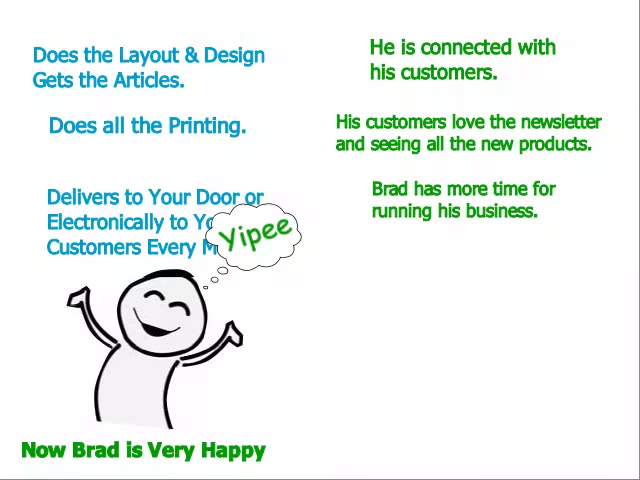 Does the Layout & Design
Gets the Articles.
Does all the Printing.
Delivers to Your Door or
Electronically to
Customers Every
Yipee
Now Brad is Very Happy
He is connected with
his customers.
His customers love the newsletter
and seeing all the new products.
Brad has more time for
running his business.